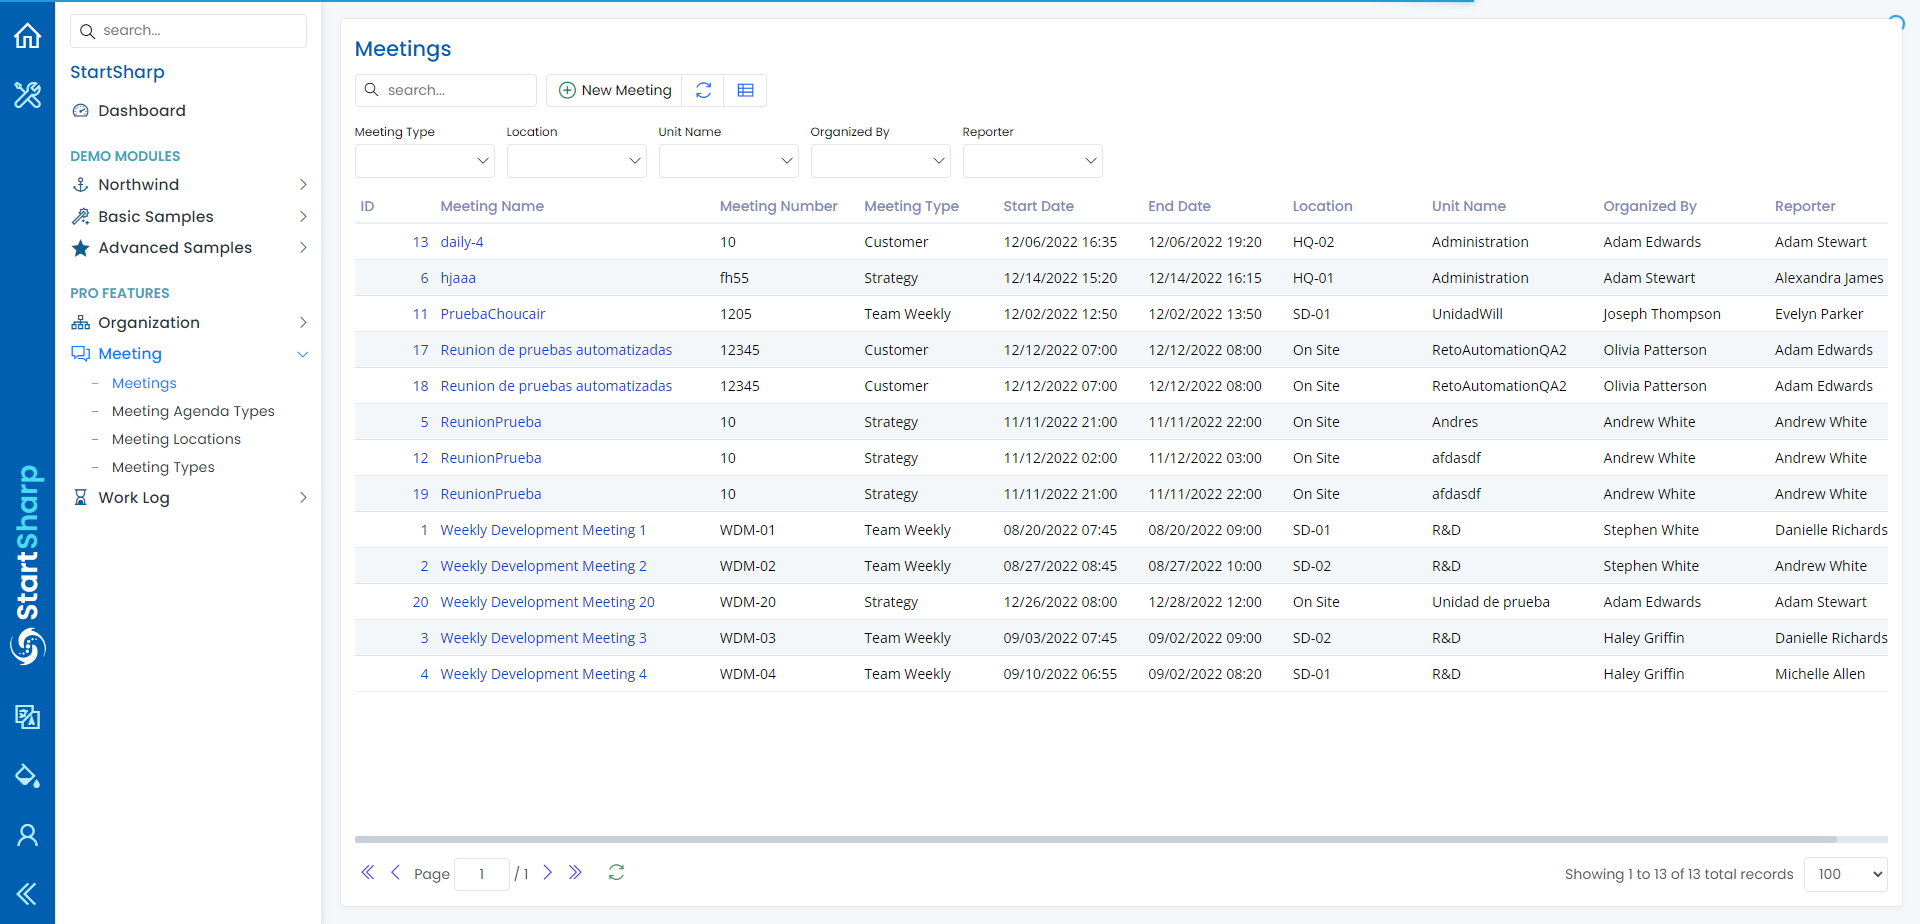 search...
StartSharp
Dashboard
DEMO MODULES
Northwind
Basic Samples
Advanced Samples
PRO FEATURES
Organization
Meeting
- Meetings
- Meeting Agenda Types
- Meeting Locations
- Meeting Types
Work Log
StartSharp
Meetings
search...
New Meeting
Meeting Type Location Unit Name Organized By Reporter
ID Meeting Name Meeting Number Meeting Type Start Date End Date Location Unit Name Organized By Reporter
13 daily-4 10 Customer 12/06/2022 16:35 12/06/2022 19:20 HQ-02 Administration Adam Edwards Adam Stewart
6 hjaaa fh55 Strategy 12/14/2022 15:20 12/14/2022 16:15 HQ-01 Administration Adam Stewart Alexandra James
11 PruebaChoucair 1205 Team Weekly 12/02/2022 12:50 12/02/2022 13:50 SD-01 UnidadWill Joseph Thompson Evelyn Parker
17 Reunion de pruebas automatizadas 12345 Customer 12/12/2022 07:00 12/12/2022 08:00 On Site RetoAutomationQA2 Olivia Patterson Adam Edwards
18 Reunion de pruebas automatizadas 12345 Customer 12/12/2022 07:00 12/12/2022 08:00 On Site RetoAutomationQA2 Olivia Patterson Adam Edwards
5 ReunionPrueba 10 Strategy 11/11/2022 21:00 11/11/2022 22:00 On Site Andres Andrew White Andrew White
12 ReunionPrueba 10 Strategy 11/12/2022 02:00 11/12/2022 03:00 On Site afdasdf Andrew White Andrew White
19 ReunionPrueba 10 Strategy 11/11/2022 21:00 11/11/2022 22:00 On Site afdasdf Andrew White Andrew White
1 Weekly Development Meeting 1 WDM-01 Team Weekly 08/20/2022 07:45 08/20/2022 09:00 SD-01 R&D Stephen White Danielle Richards
2 Weekly Development Meeting 2 WDM-02 Team Weekly 08/27/2022 08:45 08/27/2022 10:00 SD-02 R&D Stephen White Andrew White
20 Weekly Development Meeting 20 WDM-20 Strategy 12/26/2022 08:00 12/28/2022 12:00 On Site Unidad de prueba Adam Edwards Adam Stewart
3 Weekly Development Meeting 3 WDM-03 Team Weekly 09/03/2022 07:45 09/02/2022 09:00 SD-02 R&D Haley Griffin Danielle Richards
4 Weekly Development Meeting 4 WDM-04 Team Weekly 09/10/2022 06:55 09/02/2022 08:20 SD-01 R&D Haley Griffin Michelle Allen
Page 1 / 1
Showing 1 to 13 of 13 total records 100